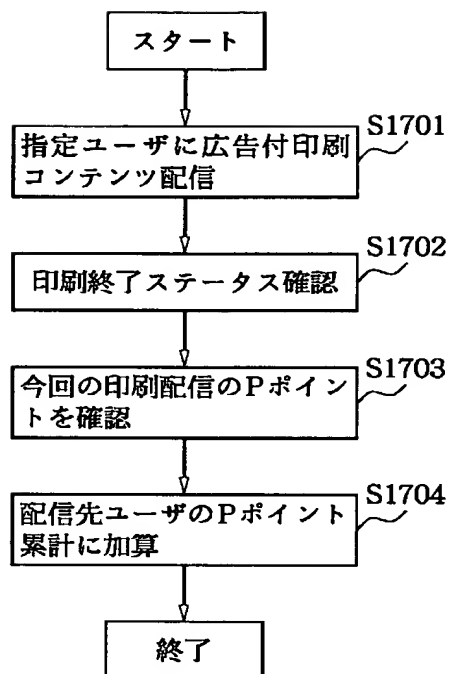 スタート
S1701
指定ユーザに広告付印刷
コンテンツ配信
S1702
印刷終了ステータス確認
S1703
今回の印刷配信のPポイン
トを確認
S1704
配信先ユーザのPポイント
累計に加算
終了